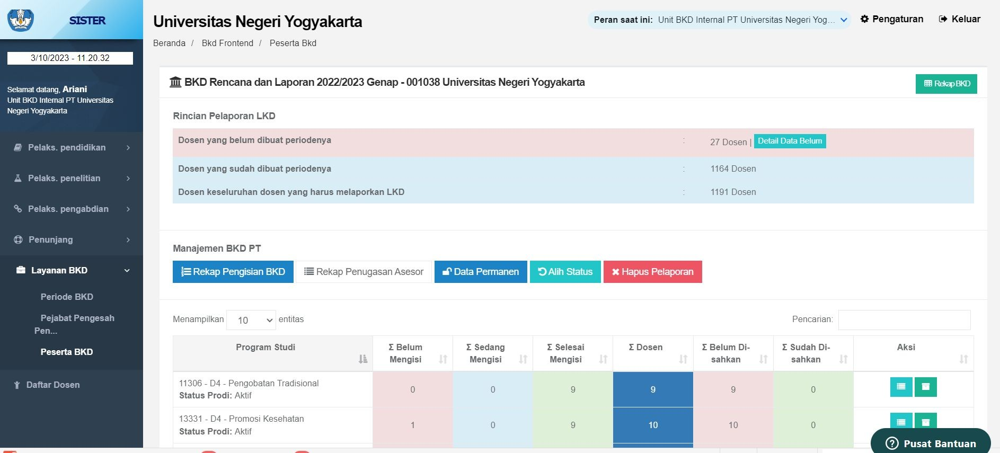 SISTER
3/10/2023 - 11.20.32
Selamat datang, Ariani
Unit BKD Internal PT Universitas
Negeri Yogyakarta
Pelaks. pendidikan
Pelaks. penelitian
Pelaks. pengabdian
Penunjang
Layanan BKD
Periode BKD
Pejabat Pengesah
Pen...
Peserta BKD
Daftar Dosen
Universitas Negeri Yogyakarta
Peran saat ini: Unit BKD Internal PT Universitas Negeri Yog...
Pengaturan
Keluar
Beranda / Bkd Frontend / Peserta Bkd
BKD Rencana dan Laporan 2022/2023 Genap - 001038 Universitas Negeri Yogyakarta
Rekap BKD
Rincian Pelaporan LKD
Dosen yang belum dibuat periodenya : 27 Dosen | Detail Data Belum
Dosen yang sudah dibuat periodenya : 1164 Dosen
Dosen keseluruhan dosen yang harus melaporkan LKD : 1191 Dosen
Manajemen BKD PT
Rekap Pengisian BKD
Rekap Penugasan Asesor
Data Permanen
Alih Status
Hapus Pelaporan
Menampilkan 10 entitas
Pencarian:
Program Studi
Σ Belum
Mengisi
Σ Sedang
Mengisi
Σ Selesai
Mengisi
Σ Dosen
Σ Belum Di-
sahkan
Σ Sudah Di-
sahkan
Aksi
11306 - D4 - Pengobatan Tradisional
Status Prodi: Aktif
0 0 9 9 9 0
13331 - D4 - Promosi Kesehatan
Status Prodi: Aktif
1 0 9 10 10 0
Pusat Bantuan